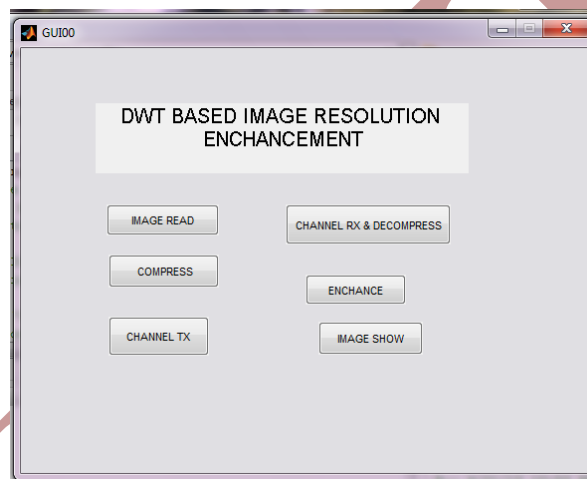 GUI00
DWT BASED IMAGE RESOLUTION
ENCHANCEMENT
IMAGE READ
CHANNEL RX & DECOMPRESS
COMPRESS
ENCHANCE
CHANNEL TX
IMAGE SHOW